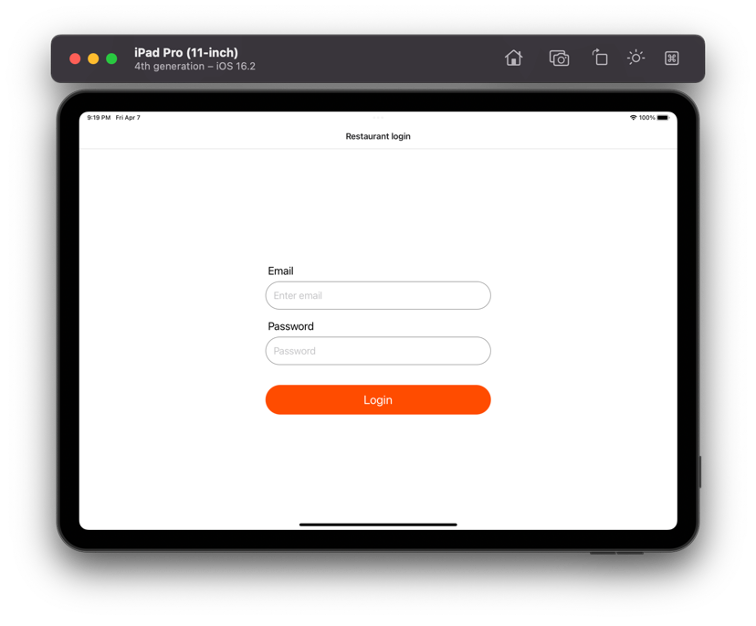 iPad Pro (11-inch)
4th generation – iOS 16.2
9:19 PM Fri Apr 7
100%
Restaurant login
Email
Enter email
Password
Password
Login